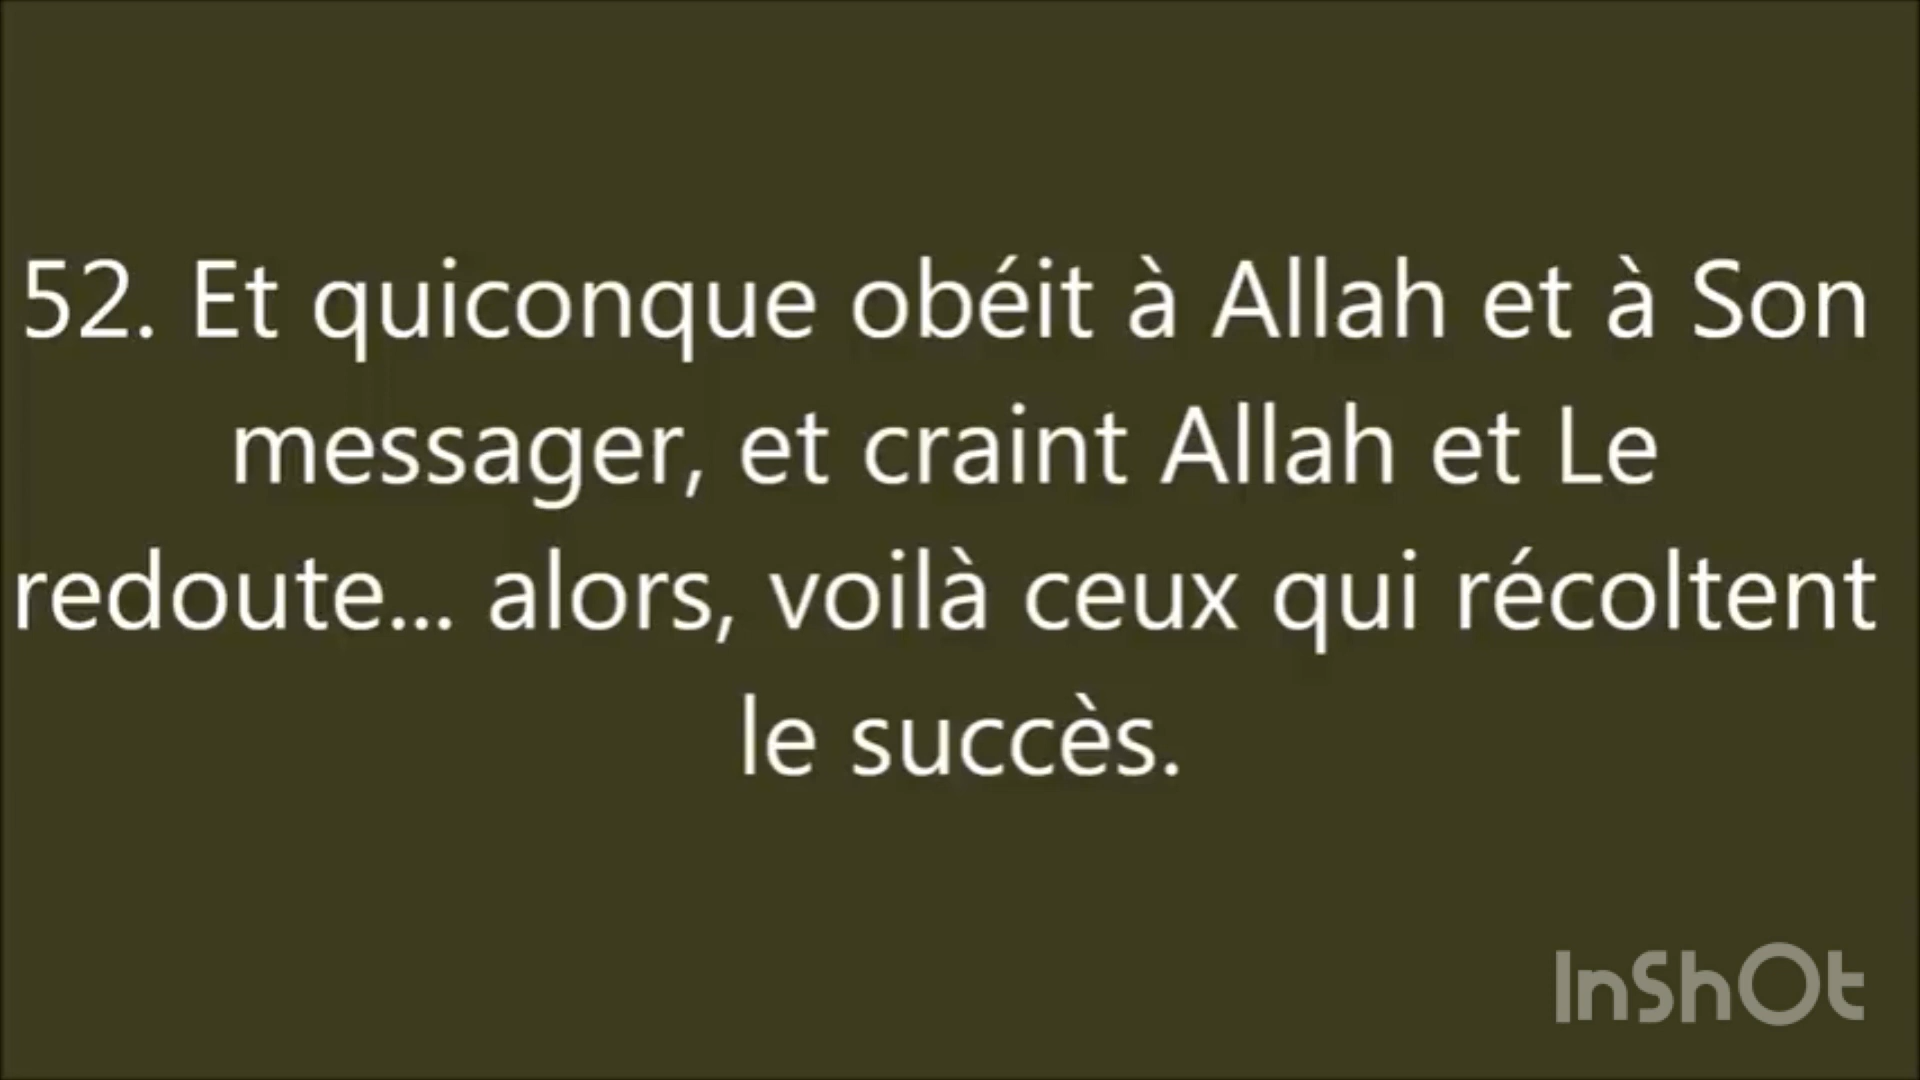 52. Et quiconque obéit à Allah et à Son
messager, et craint Allah et Le
redoute... alors, voilà ceux qui récoltent
le succès.
InShOt